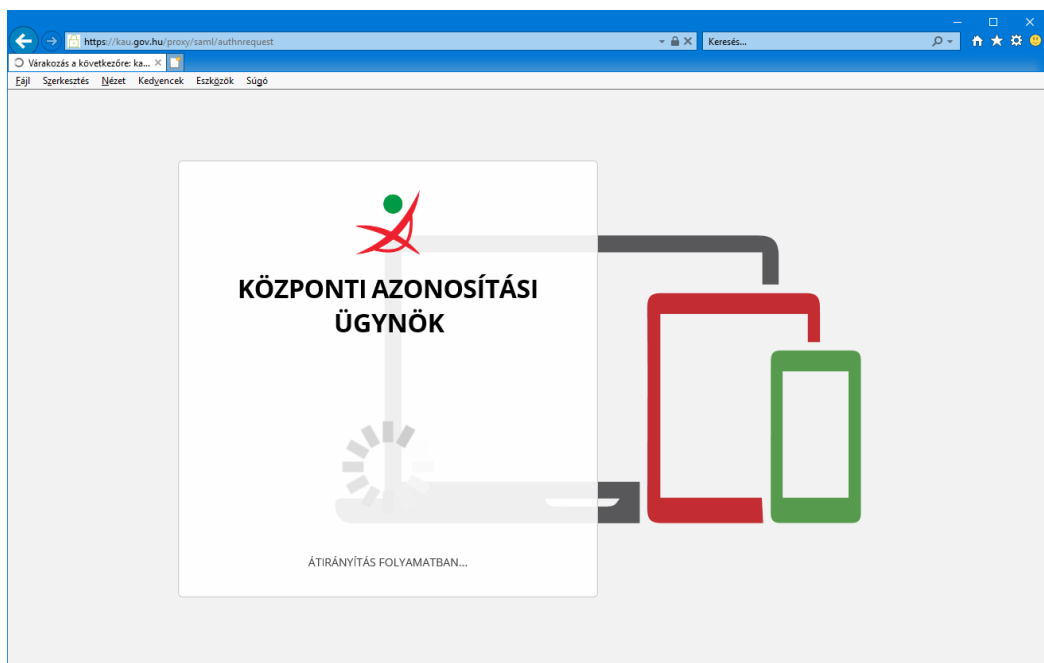 https://kau.gov.hu/proxy/saml/authnrequest
Keresés...
Várakozás a következőre: ka...
Fájl Szerkesztés Nézet Kedvencek Eszközök Súgó
KÖZPONTI AZONOSÍTÁSI
ÜGYNÖK
ÁTIRÁNYÍTÁS FOLYAMATBAN...